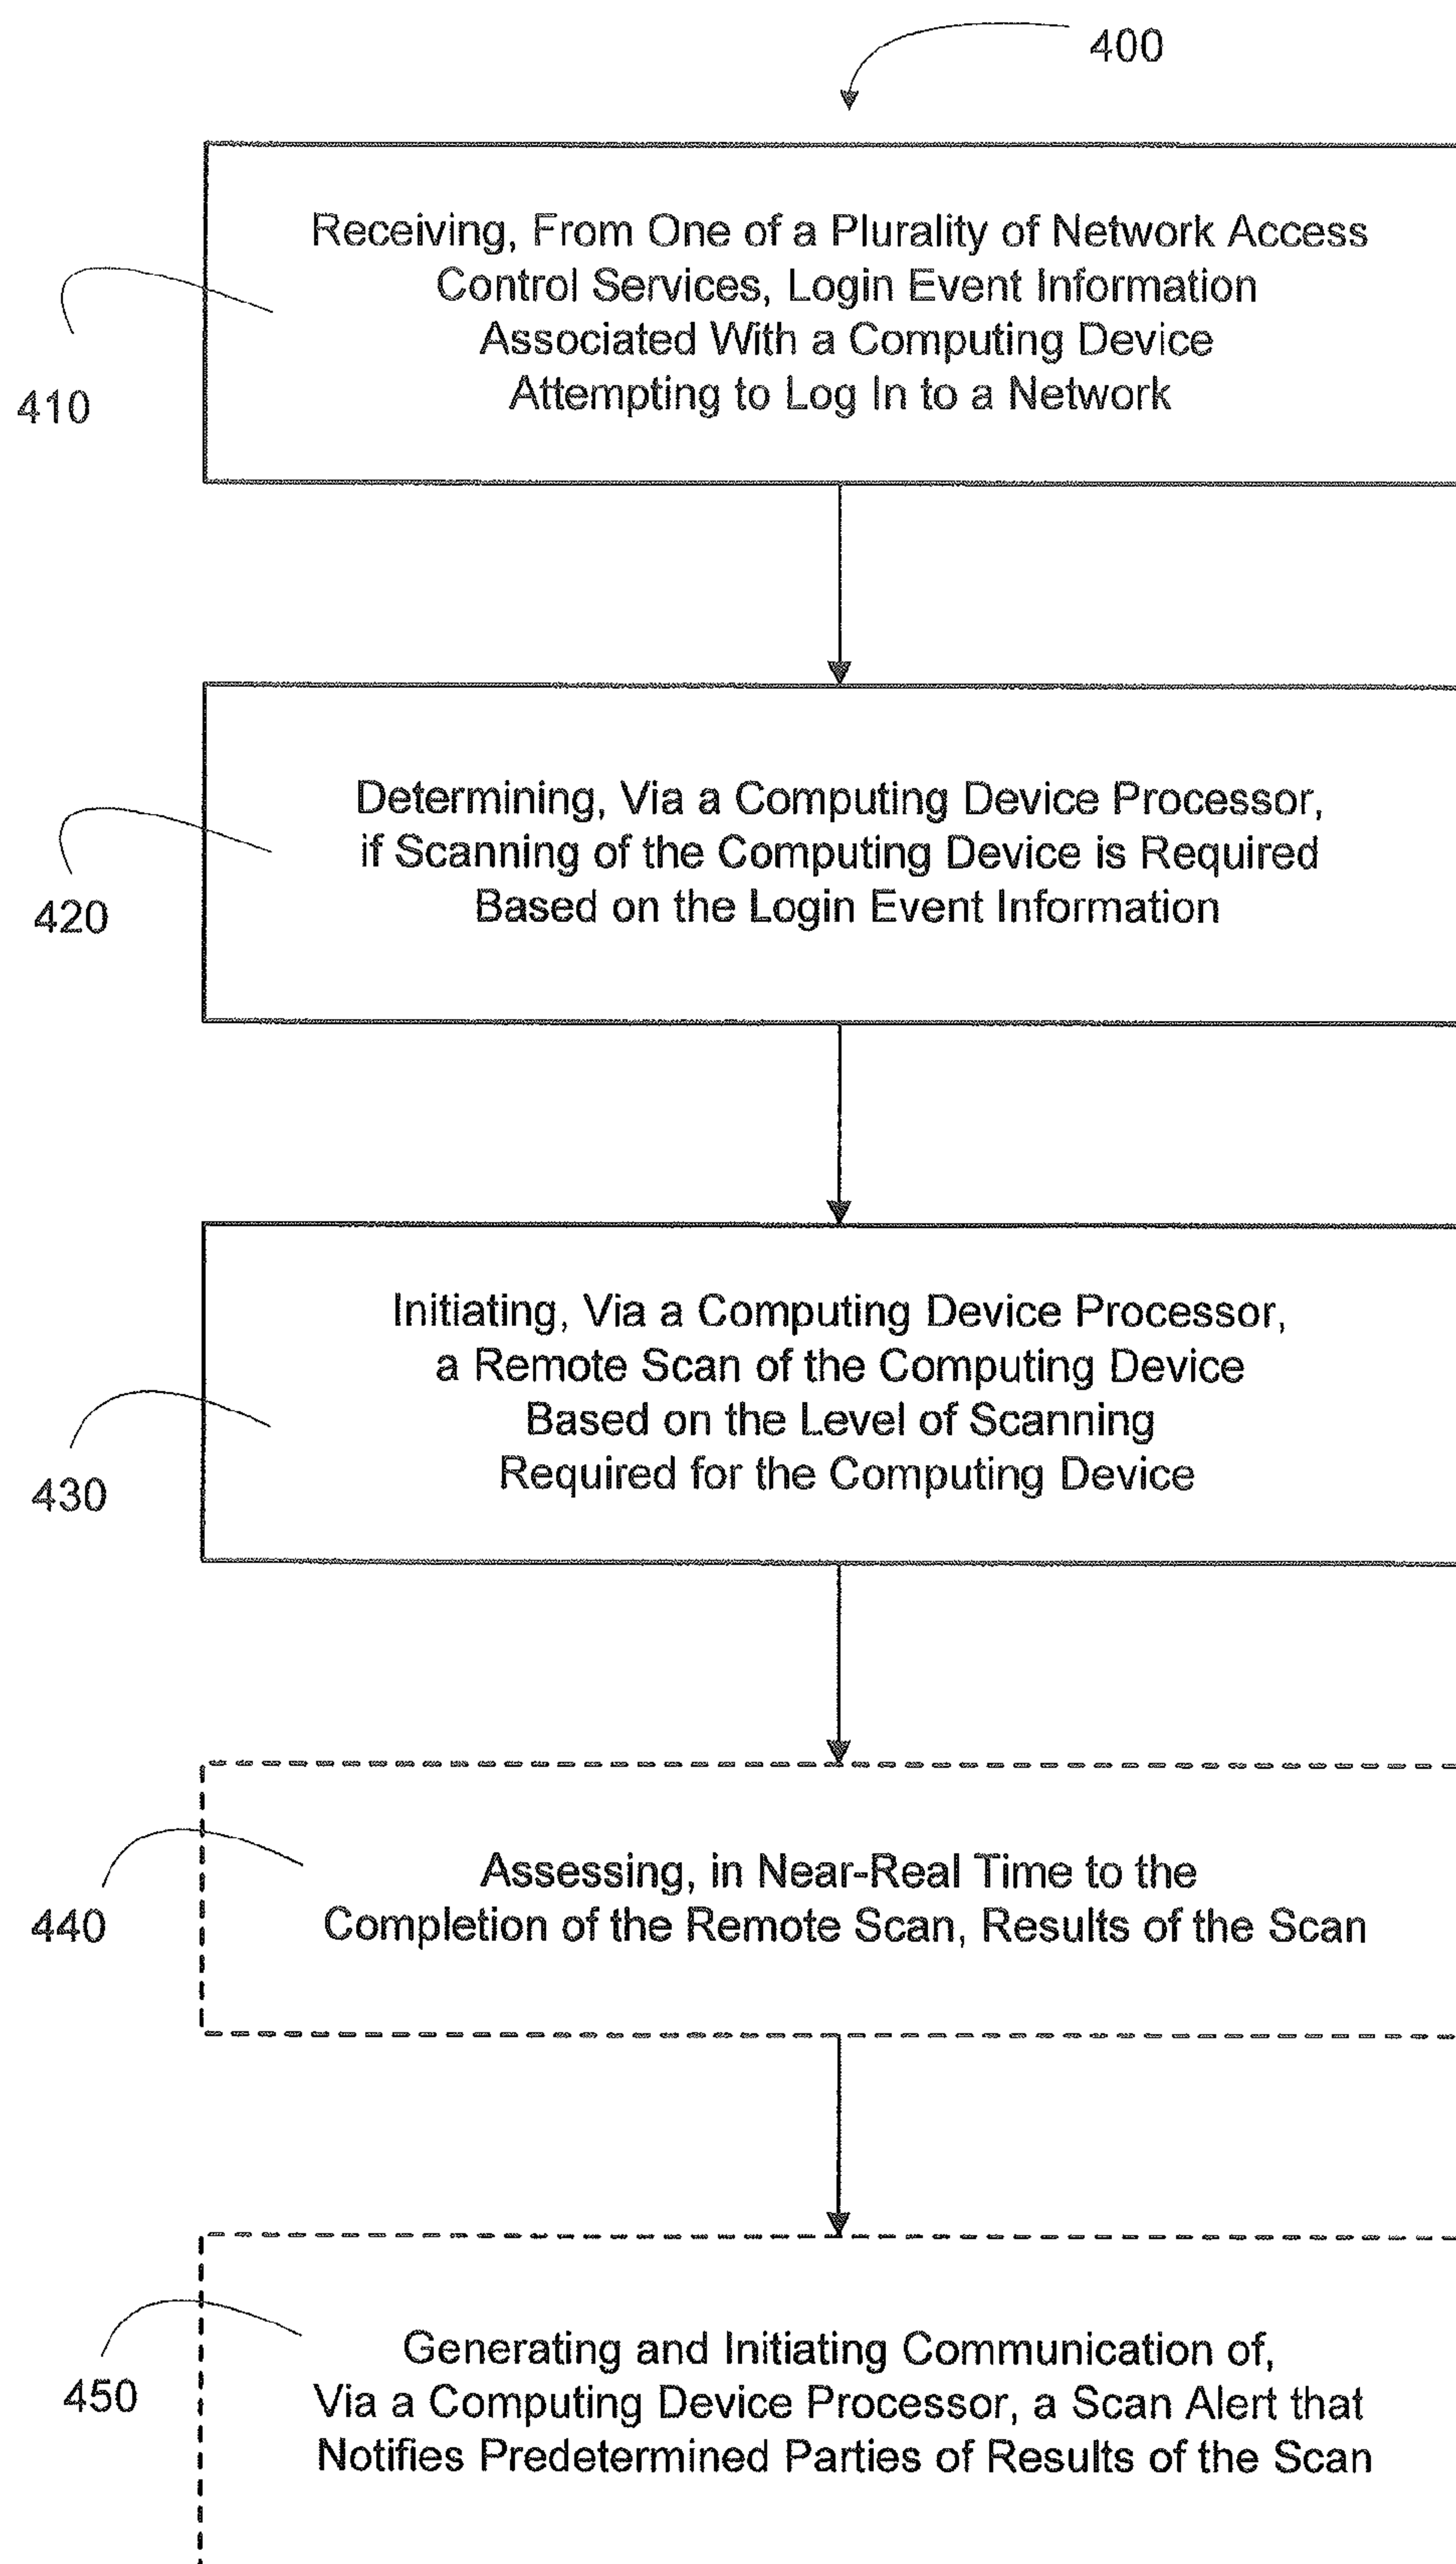 400
Receiving, From One of a Plurality of Network Access
Control Services, Login Event Information
Associated With a Computing Device
Attempting to Log In to a Network
410
Determining, Via a Computing Device Processor,
if Scanning of the Computing Device is Required
Based on the Login Event Information
420
Initiating, Via a Computing Device Processor,
a Remote Scan of the Computing Device
Based on the Level of Scanning
Required for the Computing Device
430
Assessing, in Near-Real Time to the
Completion of the Remote Scan, Results of the Scan
440
Generating and Initiating Communication of,
Via a Computing Device Processor, a Scan Alert that
Notifies Predetermined Parties of Results of the Scan
450